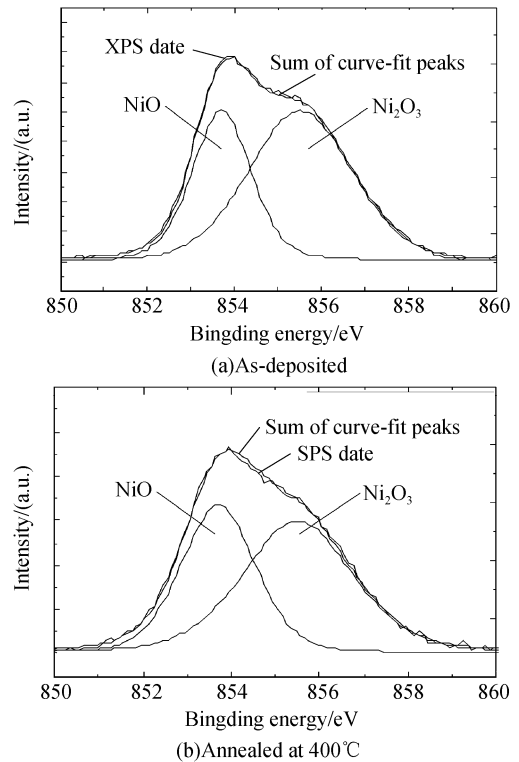 XPS date
Sum of curve-fit peaks
NiO
Ni₂O₃
Intensity/(a.u.)
850 852 854 856 858 860
Bingding energy/eV
(a)As-deposited
Sum of curve-fit peaks
SPS date
NiO
Ni₂O₃
Intensity/(a.u.)
850 852 854 856 858 860
Bingding energy/eV
(b)Annealed at 400℃